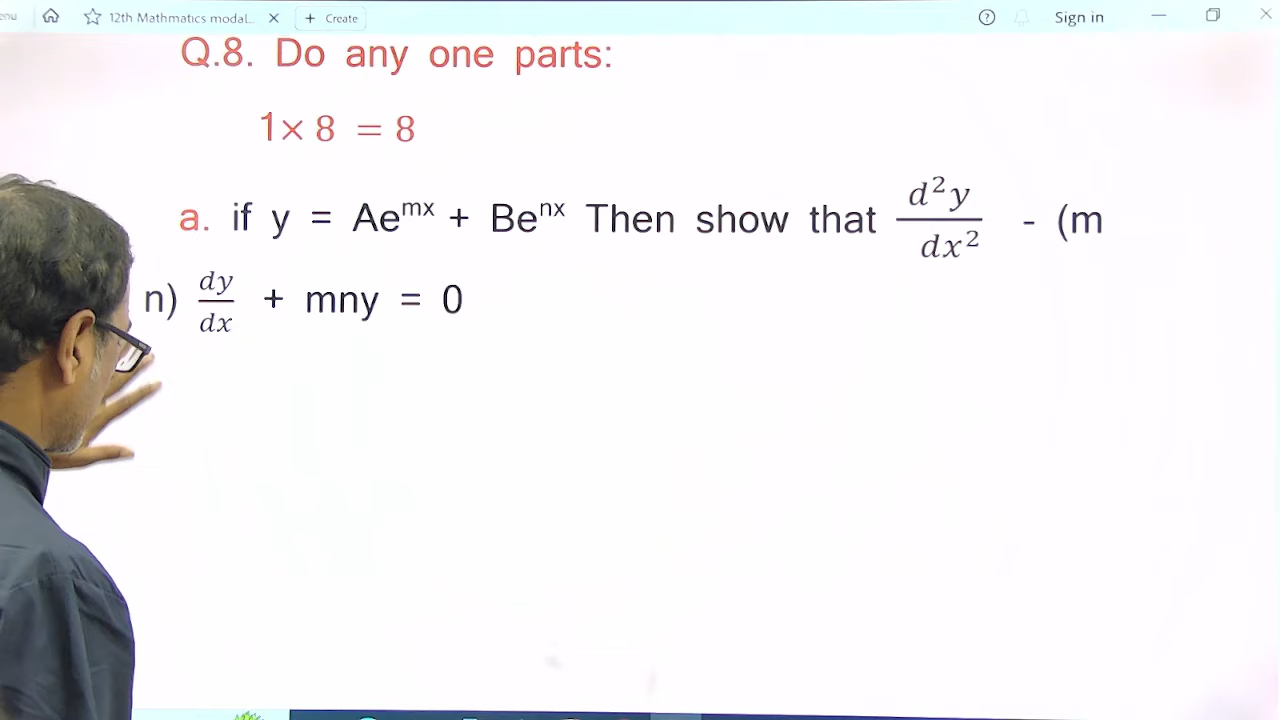 enu 12th Mathmatics modal... + Create Sign in
Q.8. Do any one parts:
1× 8 = 8
a. if y = Ae^mx + Be^nx Then show that d²y/dx² - (m
n) dy/dx + mny = 0